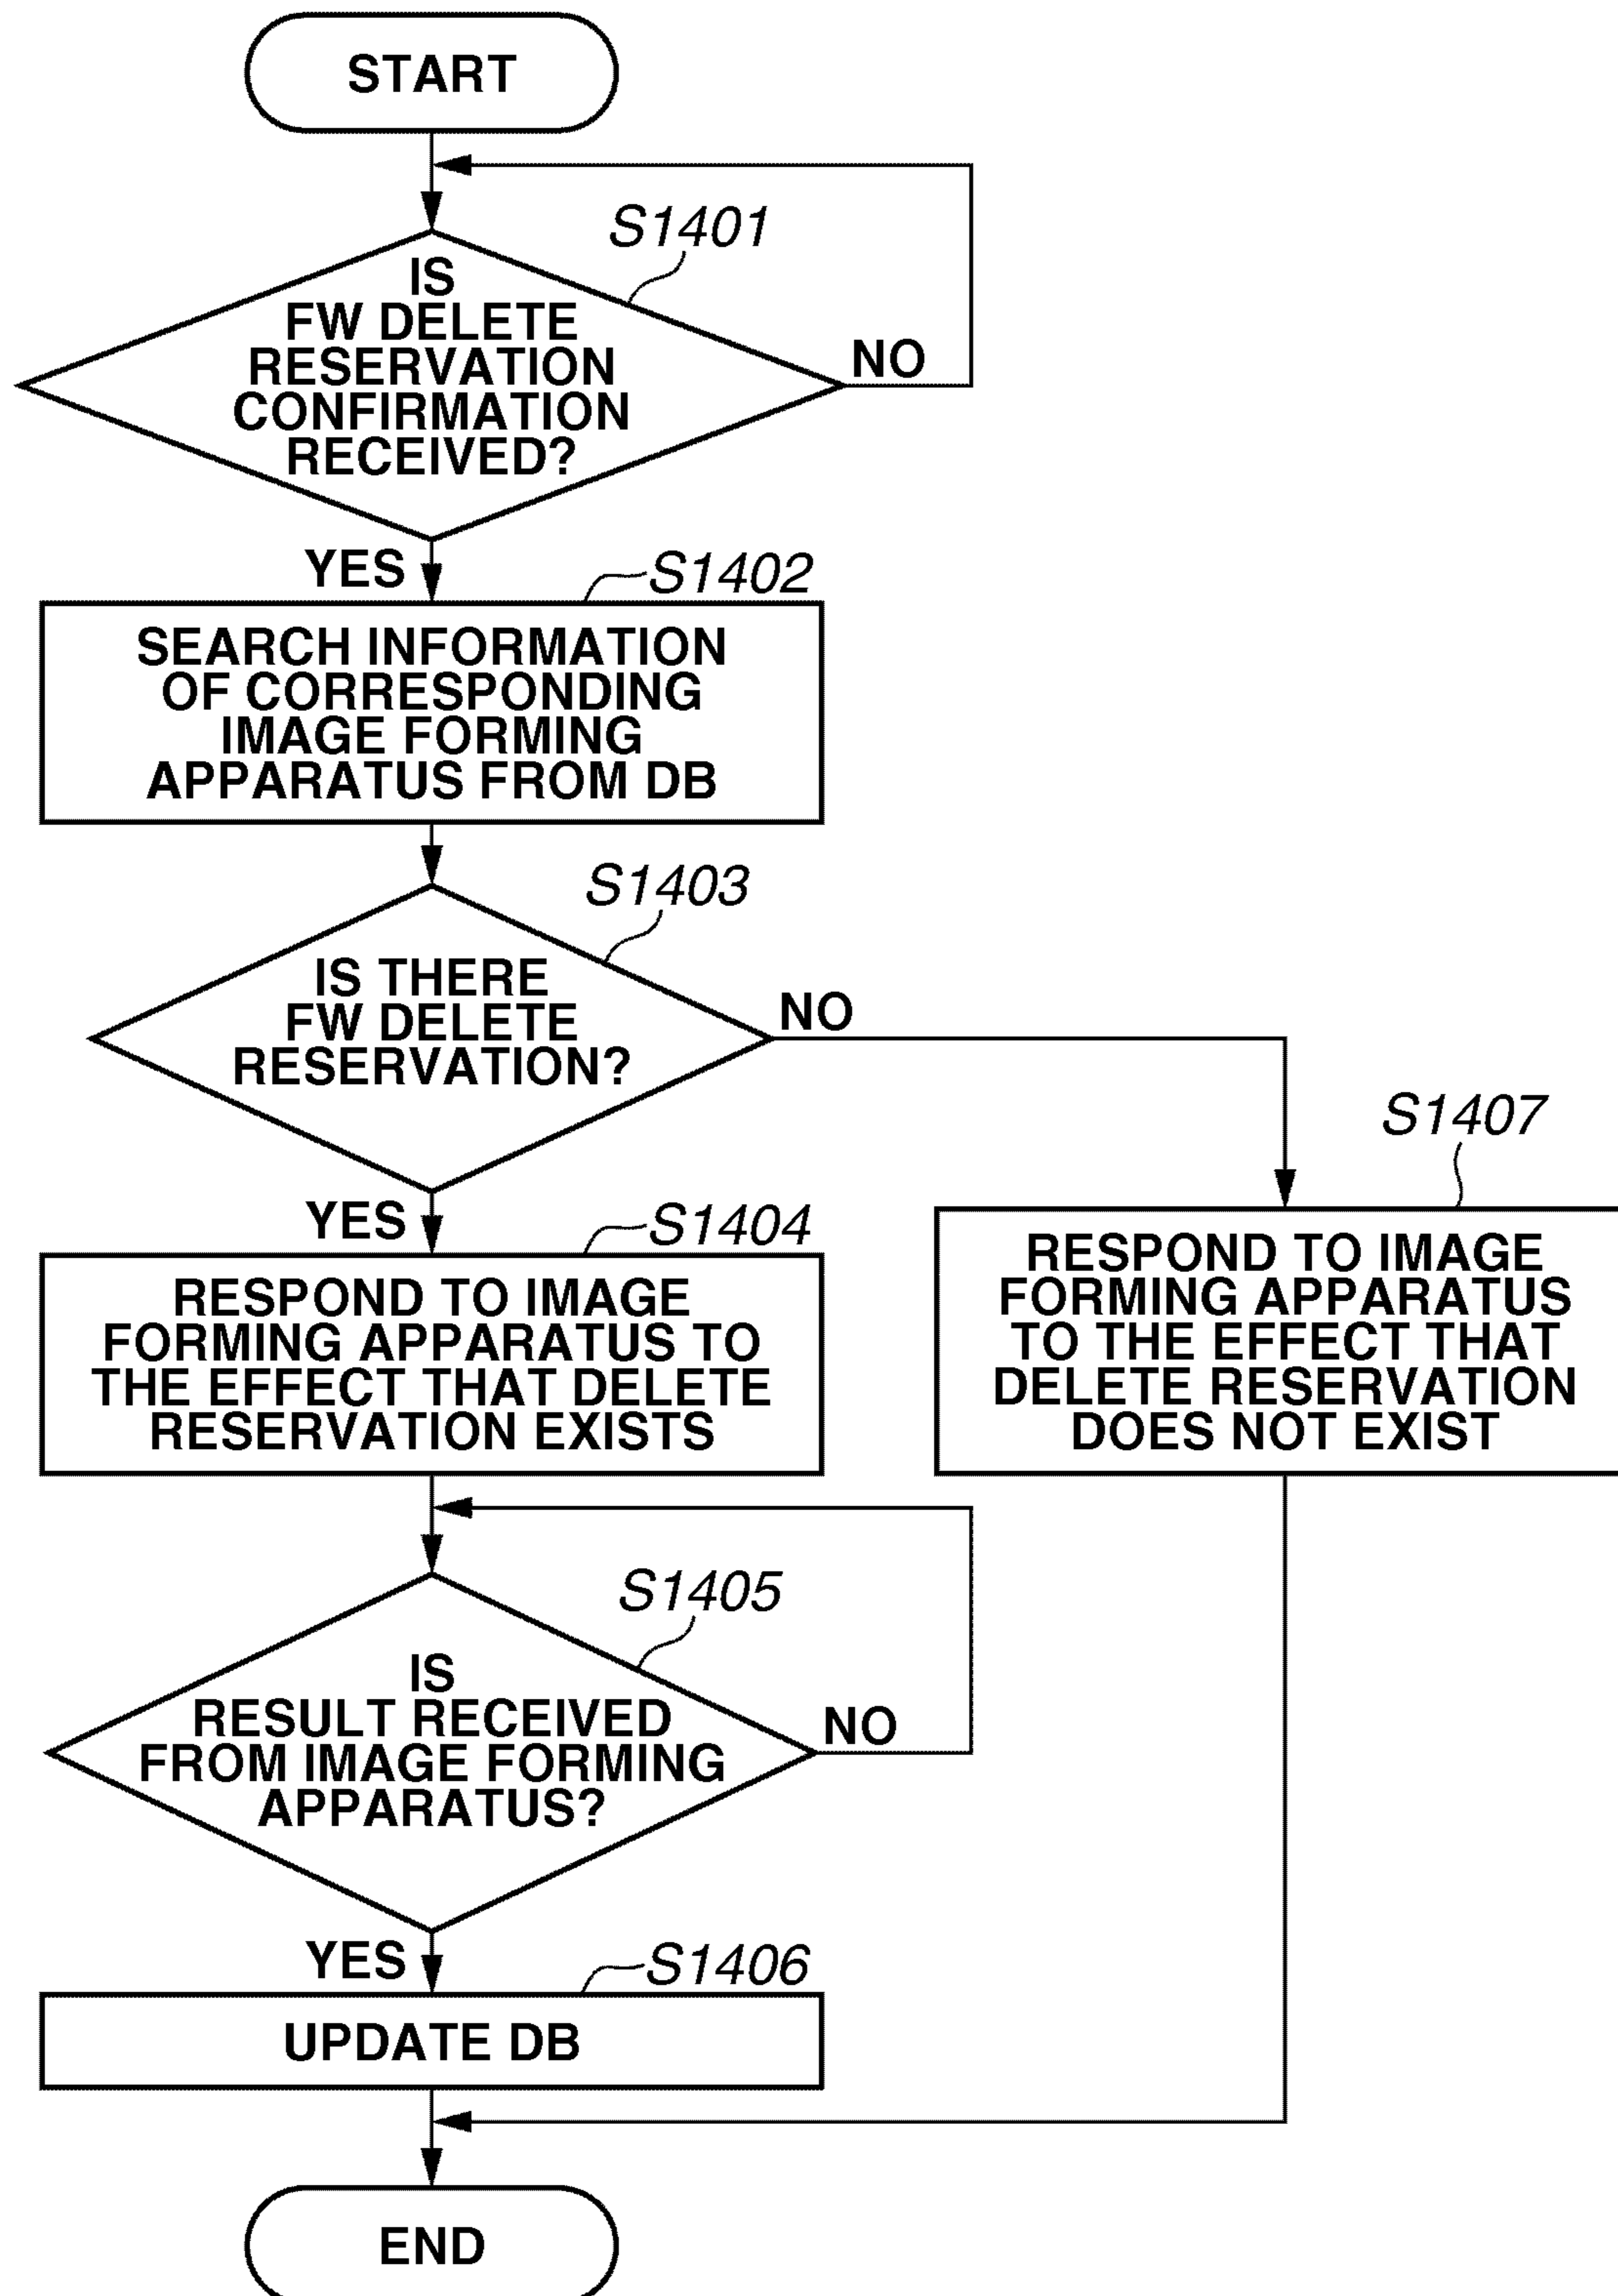 START
S1401
IS
FW DELETE
RESERVATION
CONFIRMATION
RECEIVED?
NO
YES
S1402
SEARCH INFORMATION
OF CORRESPONDING
IMAGE FORMING
APPARATUS FROM DB
S1403
IS THERE
FW DELETE
RESERVATION?
NO
YES
S1404
RESPOND TO IMAGE
FORMING APPARATUS TO
THE EFFECT THAT DELETE
RESERVATION EXISTS
S1407
RESPOND TO IMAGE
FORMING APPARATUS
TO THE EFFECT THAT
DELETE RESERVATION
DOES NOT EXIST
S1405
IS
RESULT RECEIVED
FROM IMAGE FORMING
APPARATUS?
NO
YES
S1406
UPDATE DB
END